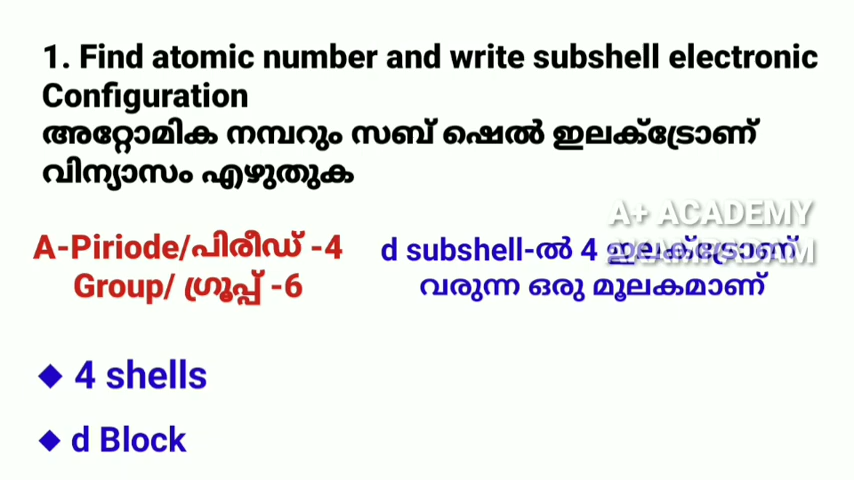 1. Find atomic number and write subshell electronic
Configuration
അറ്റോമിക നമ്പറും സബ് ഷെൽ ഇലക്ട്രോണ്
വിന്യാസം എഴുതുക
A+ ACADEMY
A-Piriode/പിരീഡ് -4
d subshell-ൽ 4 ഇലക്ട്രോണ്
Group/ ഗ്രൂപ്പ് -6
വരുന്ന ഒരു മൂലകമാണ്
◆ 4 shells
◆ d Block